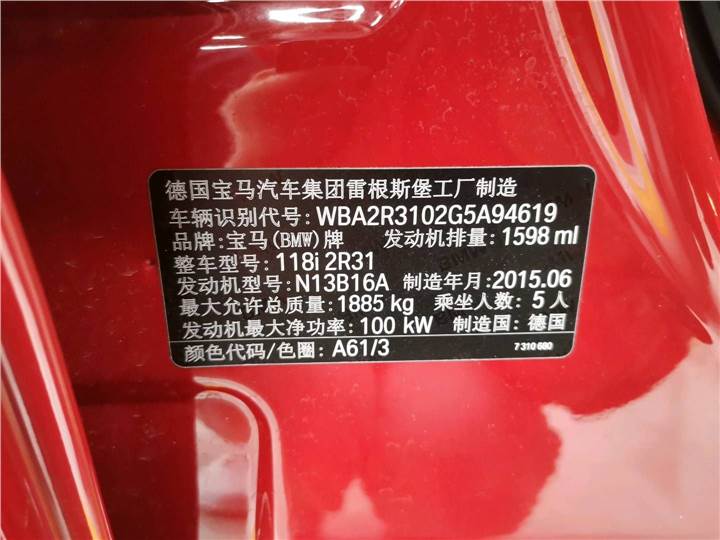 德国宝马汽车集团雷根斯堡工厂制造
车辆识别代号: WBA2R3102G5A94619
品牌: 宝马(BMW)牌 发动机排量: 1598 ml
整车型号: 118i 2R31
发动机型号: N13B16A 制造年月: 2015.06
最大允许总质量: 1885 kg 乘坐人数: 5 人
发动机最大净功率: 100 kW 制造国: 德国
颜色代码/色圈: A61/3 7 310 680